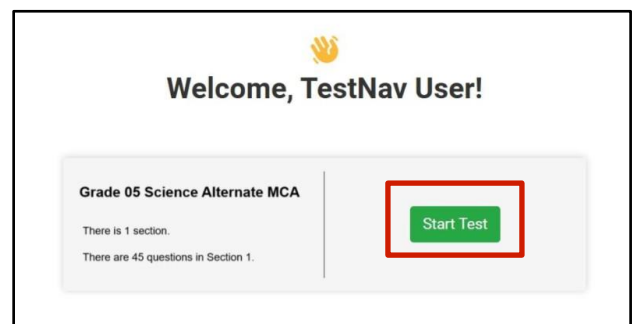 Welcome, TestNav User!
Grade 05 Science Alternate MCA
There is 1 section.
There are 45 questions in Section 1.
Start Test